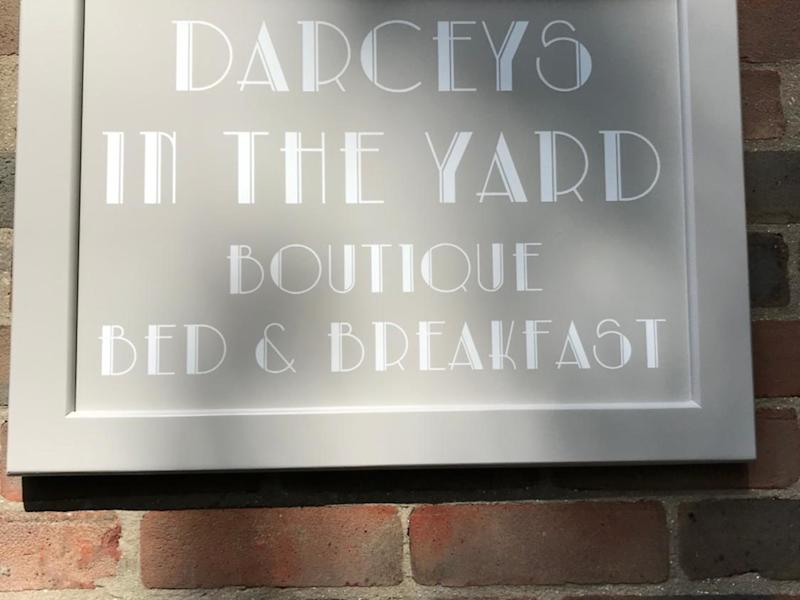 DARCEYS
IN THE YARD
BOUTIQUE
BED & BREAKFAST